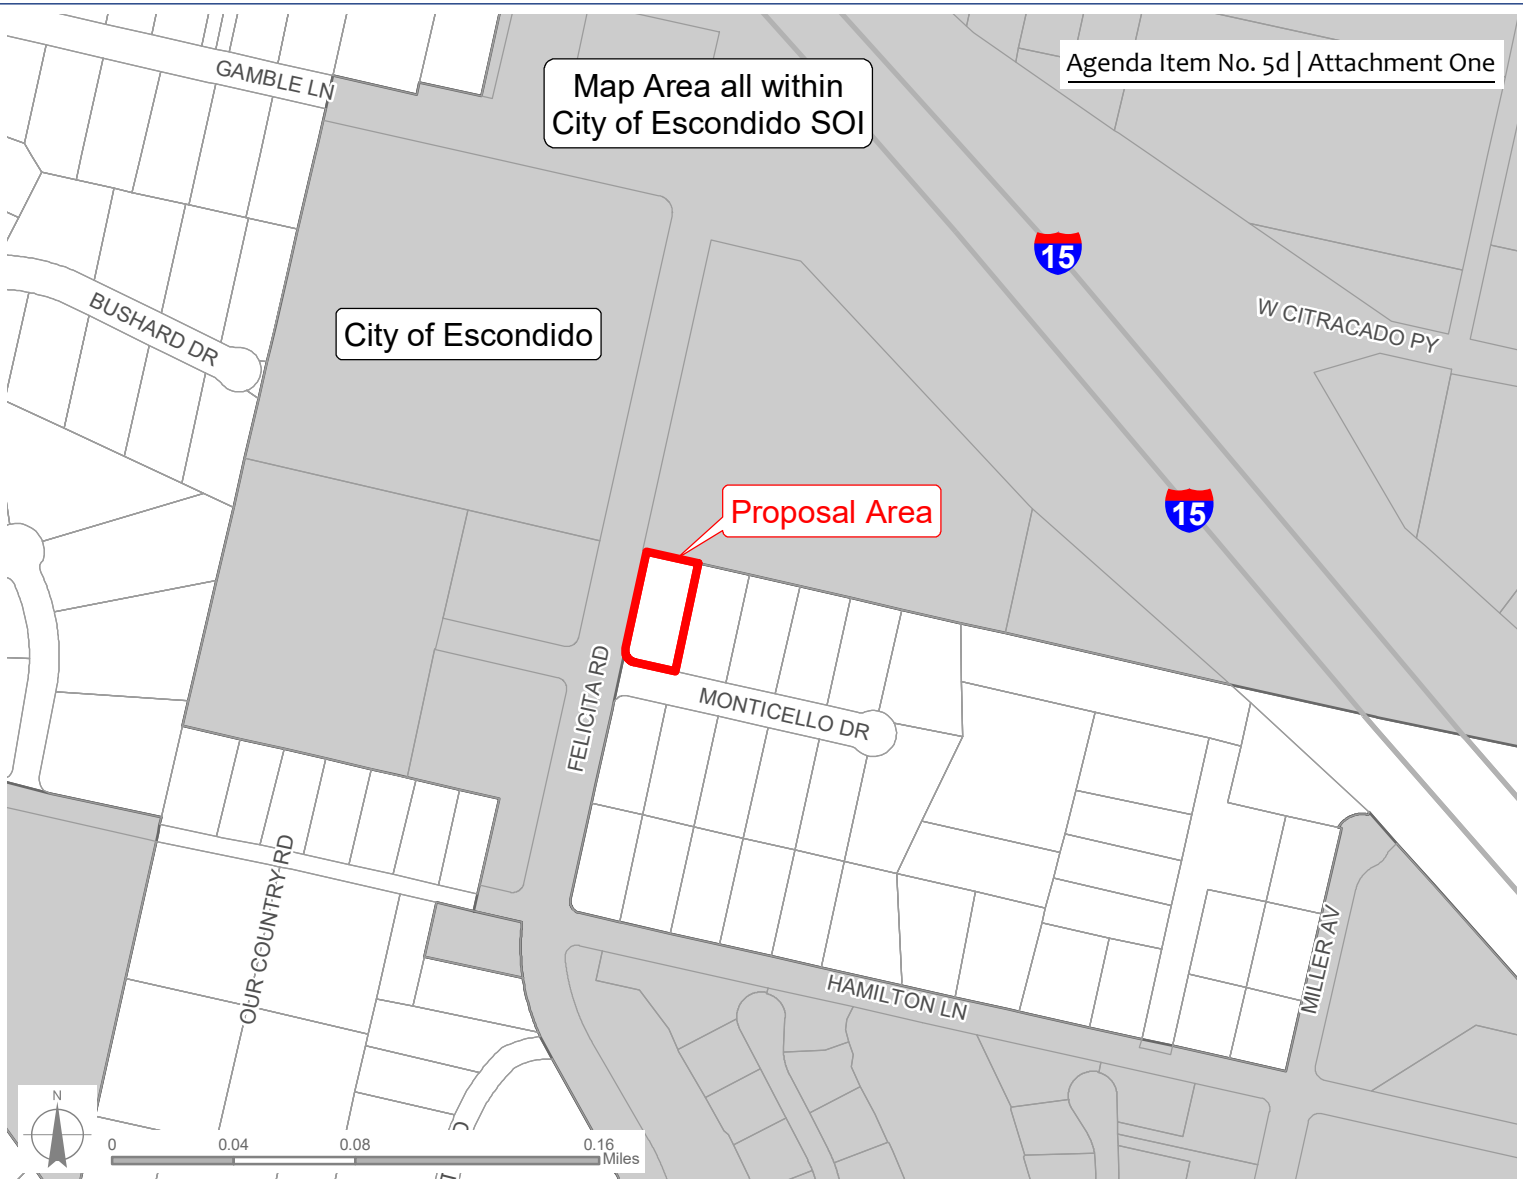 Agenda Item No. 5d | Attachment One
GAMBLE LN
Map Area all within
City of Escondido SOI
15
BUSHARD DR
City of Escondido
W CITRACADO PY
15
Proposal Area
FELICITA RD
MONTICELLO DR
OUR COUNTRY RD
HAMILTON LN
MILLER AV
N
0 0.04 0.08 0.16
Miles